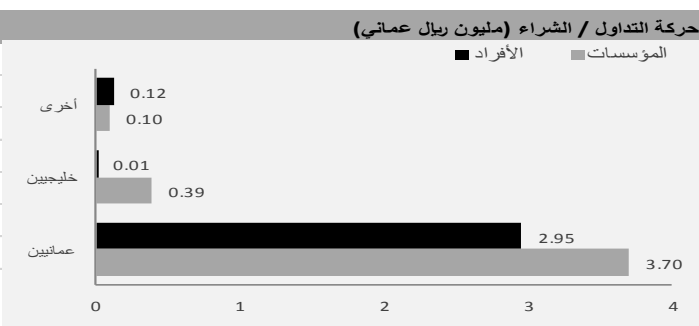 حركة التداول / الشراء (مليون ريال عماني)
المؤسسات الأفراد
أخرى
0.12
0.10
خليجيين
0.01
0.39
عمانيين
2.95
3.70
0 1 2 3 4